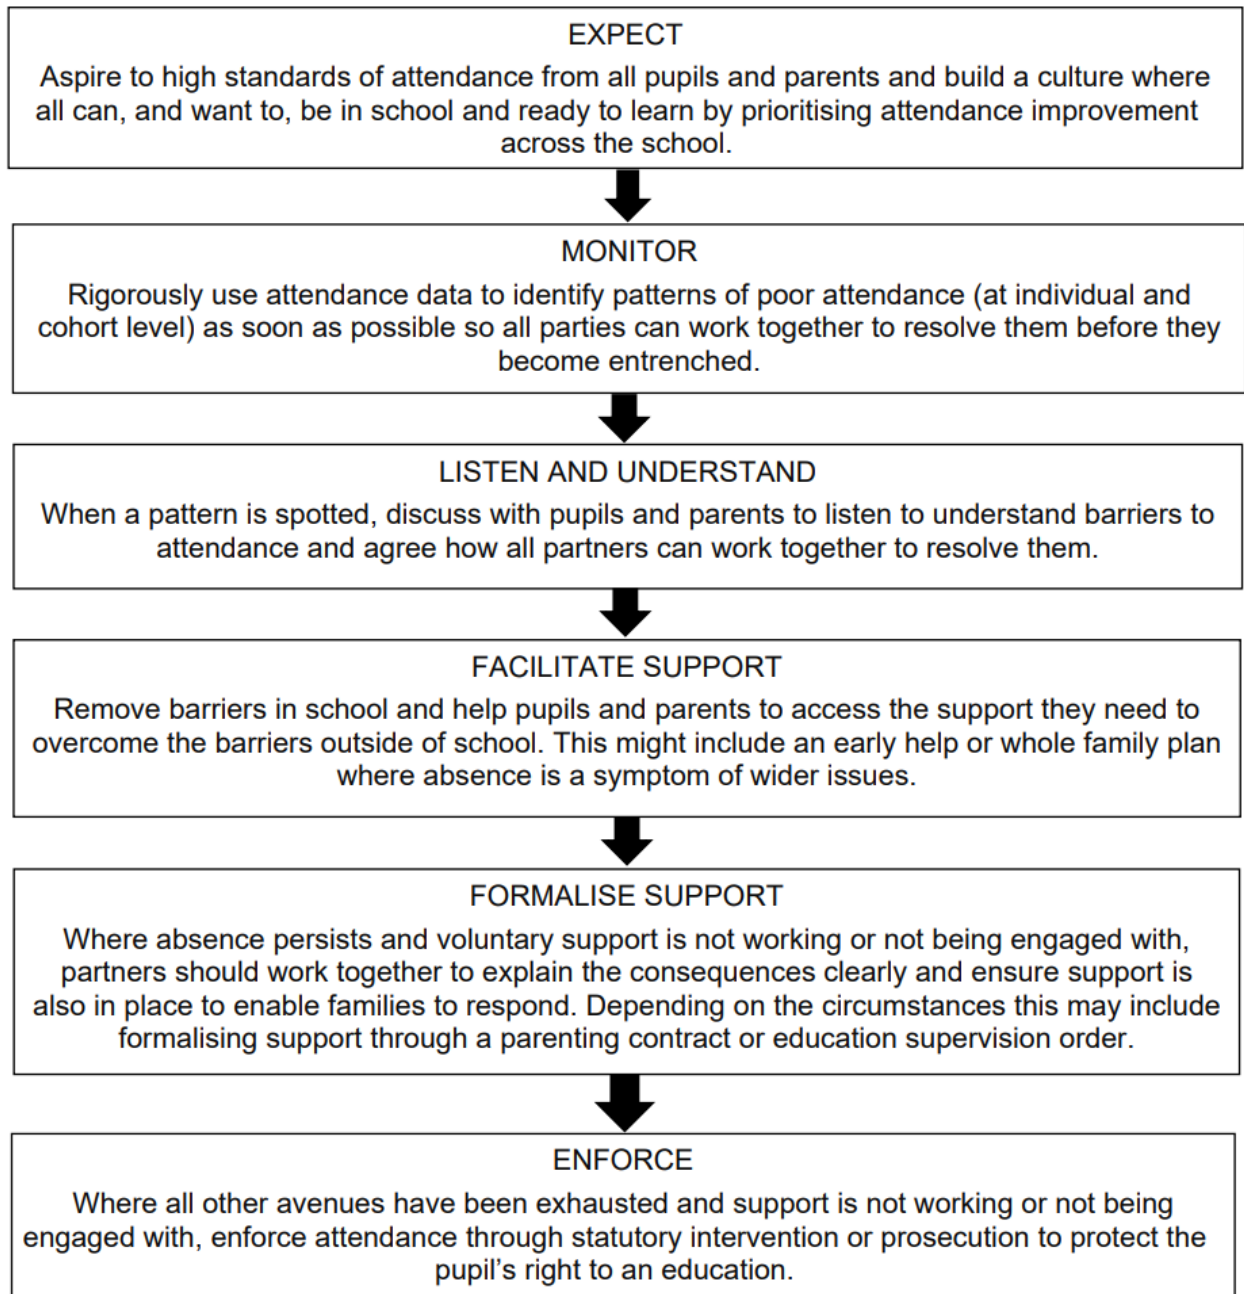 EXPECT
Aspire to high standards of attendance from all pupils and parents and build a culture where
all can, and want to, be in school and ready to learn by prioritising attendance improvement
across the school.
MONITOR
Rigorously use attendance data to identify patterns of poor attendance (at individual and
cohort level) as soon as possible so all parties can work together to resolve them before they
become entrenched.
LISTEN AND UNDERSTAND
When a pattern is spotted, discuss with pupils and parents to listen to understand barriers to
attendance and agree how all partners can work together to resolve them.
FACILITATE SUPPORT
Remove barriers in school and help pupils and parents to access the support they need to
overcome the barriers outside of school. This might include an early help or whole family plan
where absence is a symptom of wider issues.
FORMALISE SUPPORT
Where absence persists and voluntary support is not working or not being engaged with,
partners should work together to explain the consequences clearly and ensure support is
also in place to enable families to respond. Depending on the circumstances this may include
formalising support through a parenting contract or education supervision order.
ENFORCE
Where all other avenues have been exhausted and support is not working or not being
engaged with, enforce attendance through statutory intervention or prosecution to protect the
pupil’s right to an education.